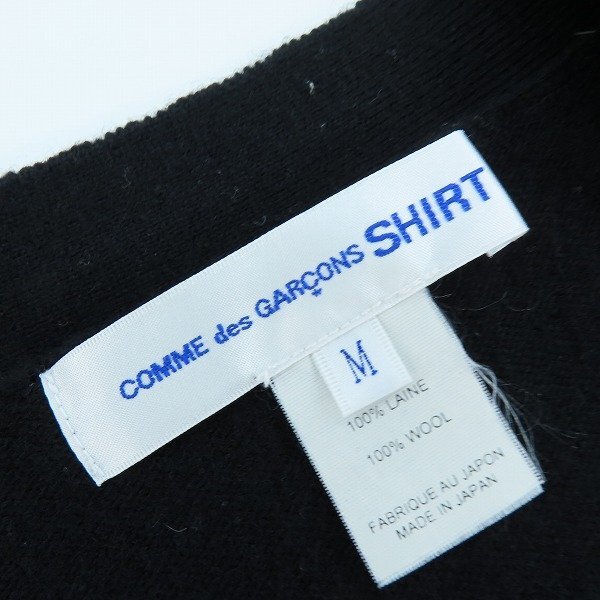 COMME des GARÇONS SHIRT
M
100% LAINE
100% WOOL
FABRIQUE AU JAPON
MADE IN JAPAN